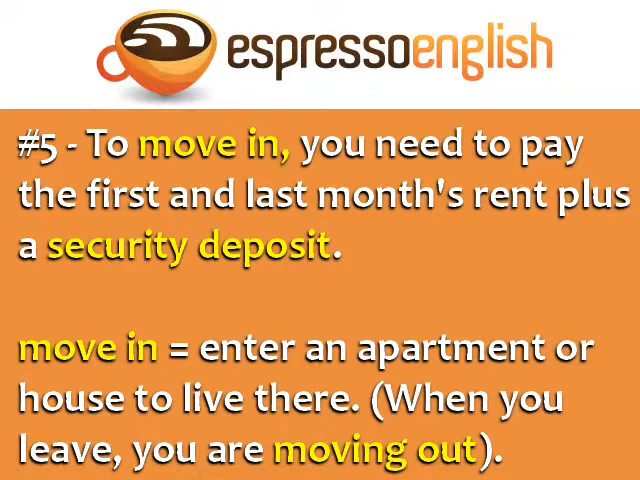 espressoenglish
#5 - To move in, you need to pay
the first and last month's rent plus
a security deposit.
move in = enter an apartment or
house to live there. (When you
leave, you are moving out).